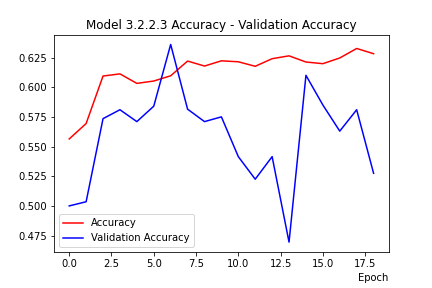 Model 3.2.2.3 Accuracy - Validation Accuracy
0.625
0.600
0.575
0.550
0.525
0.500
0.475
Accuracy
Validation Accuracy
0.0 2.5 5.0 7.5 10.0 12.5 15.0 17.5
Epoch